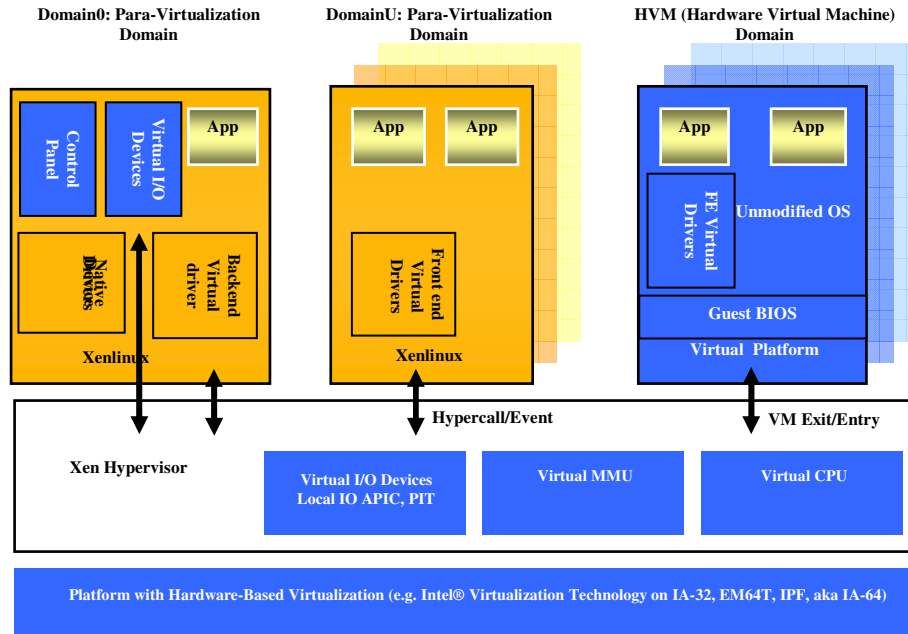 Domain0: Para-Virtualization
Domain
DomainU: Para-Virtualization
Domain
HVM (Hardware Virtual Machine)
Domain
Control
Panel
Virtual I/O
Devices
App
Native
Backend
Virtual
driver
Xenlinux
App
App
Front end
Virtual
Drivers
Xenlinux
App
App
FE Virtual
Drivers
Unmodified OS
Guest BIOS
Virtual Platform
Hypercall/Event
VM Exit/Entry
Xen Hypervisor
Virtual I/O Devices
Local IO APIC, PIT
Virtual MMU
Virtual CPU
Platform with Hardware-Based Virtualization (e.g. Intel® Virtualization Technology on IA-32, EM64T, IPF, aka IA-64)